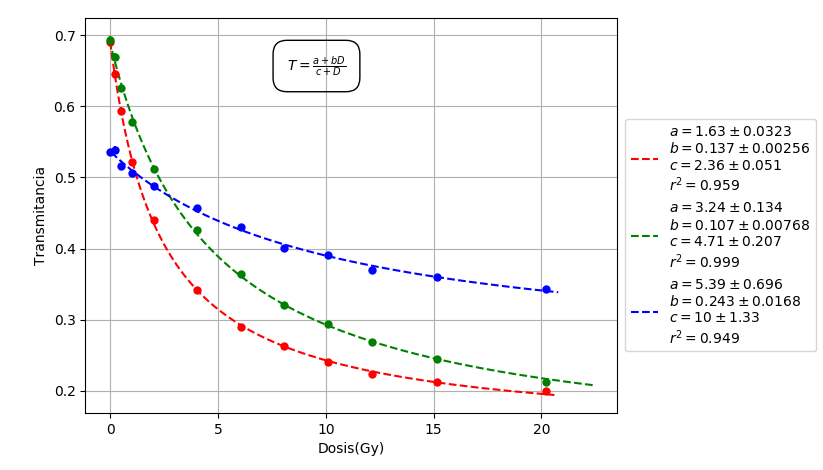 0.7
0.6
0.5
0.4
0.3
0.2
Transmitancia
0
5
10
15
20
Dosis(Gy)
T = a+bD / c+D
a = 1.63 ± 0.0323
b = 0.137 ± 0.00256
c = 2.36 ± 0.051
r² = 0.959
a = 3.24 ± 0.134
b = 0.107 ± 0.00768
c = 4.71 ± 0.207
r² = 0.999
a = 5.39 ± 0.696
b = 0.243 ± 0.0168
c = 10 ± 1.33
r² = 0.949